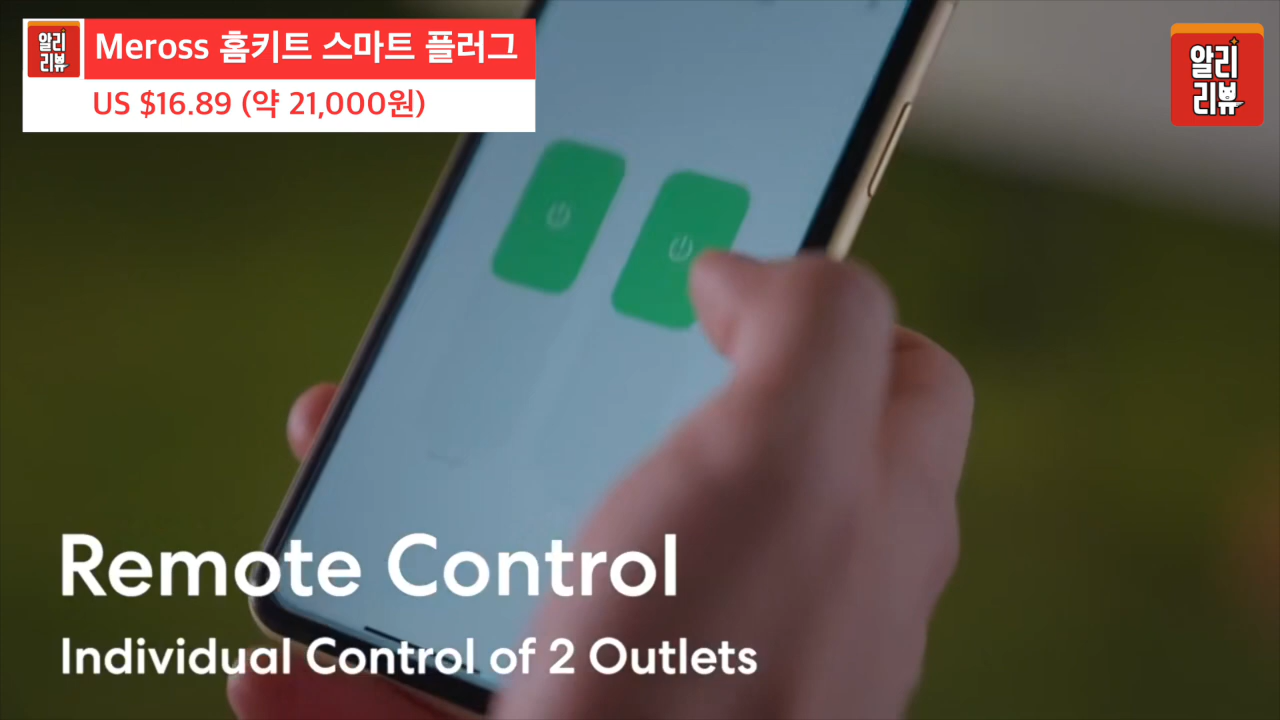 알리
리뷰
Meross 홈키트 스마트 플러그
US $16.89 (약 21,000원)
알리
리뷰
Remote Control
Individual Control of 2 Outlets